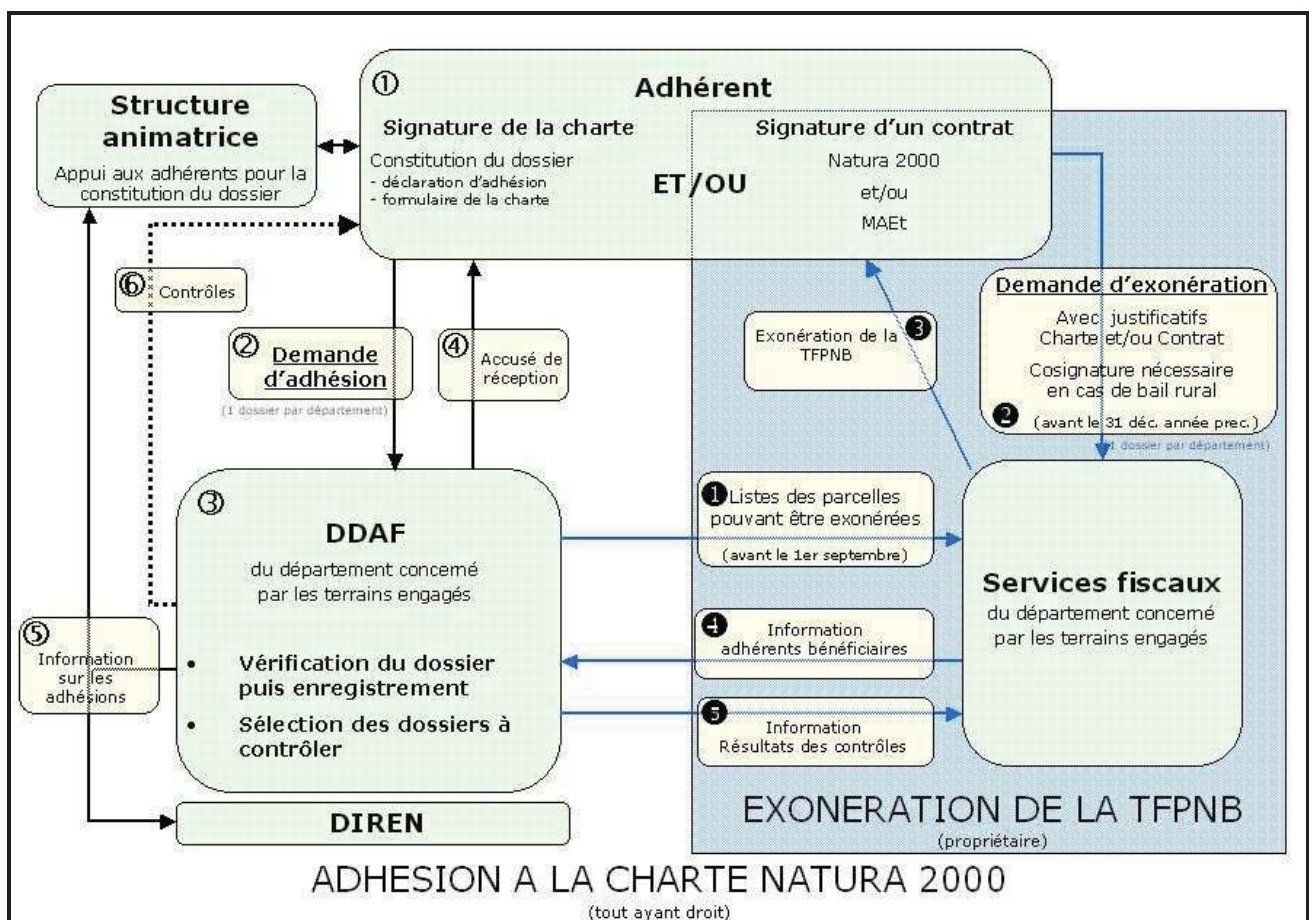 ①
Adhérent
Structure
animatrice
Appui aux adhérents pour la
constitution du dossier
Signature de la charte
Constitution du dossier
- déclaration d'adhésion
- formulaire de la charte
ET/OU
Signature d'un contrat
Natura 2000
et/ou
MAEt
⑥ Contrôles
②
Demande
d'adhésion
(1 dossier par département)
④
Accusé de
réception
Exonération de la
TFPNB
❸
Demande d'exonération
Avec justificatifs
Charte et/ou Contrat
Cosignature nécessaire
en cas de bail rural
❷ (avant le 31 déc. année prec.)
(1 dossier par département)
③
DDAF
du département concerné
par les terrains engagés
• Vérification du dossier
puis enregistrement
• Sélection des dossiers à
contrôler
⑤
Information
sur les
adhésions
DIREN
❶ Listes des parcelles
pouvant être exonérées
(avant le 1er septembre)
❹
Information
adhérents bénéficiaires
❺
Information
Résultats des contrôles
Services fiscaux
du département concerné
par les terrains engagés
EXONERATION DE LA TFPNB
(propriétaire)
ADHESION A LA CHARTE NATURA 2000
(tout ayant droit)